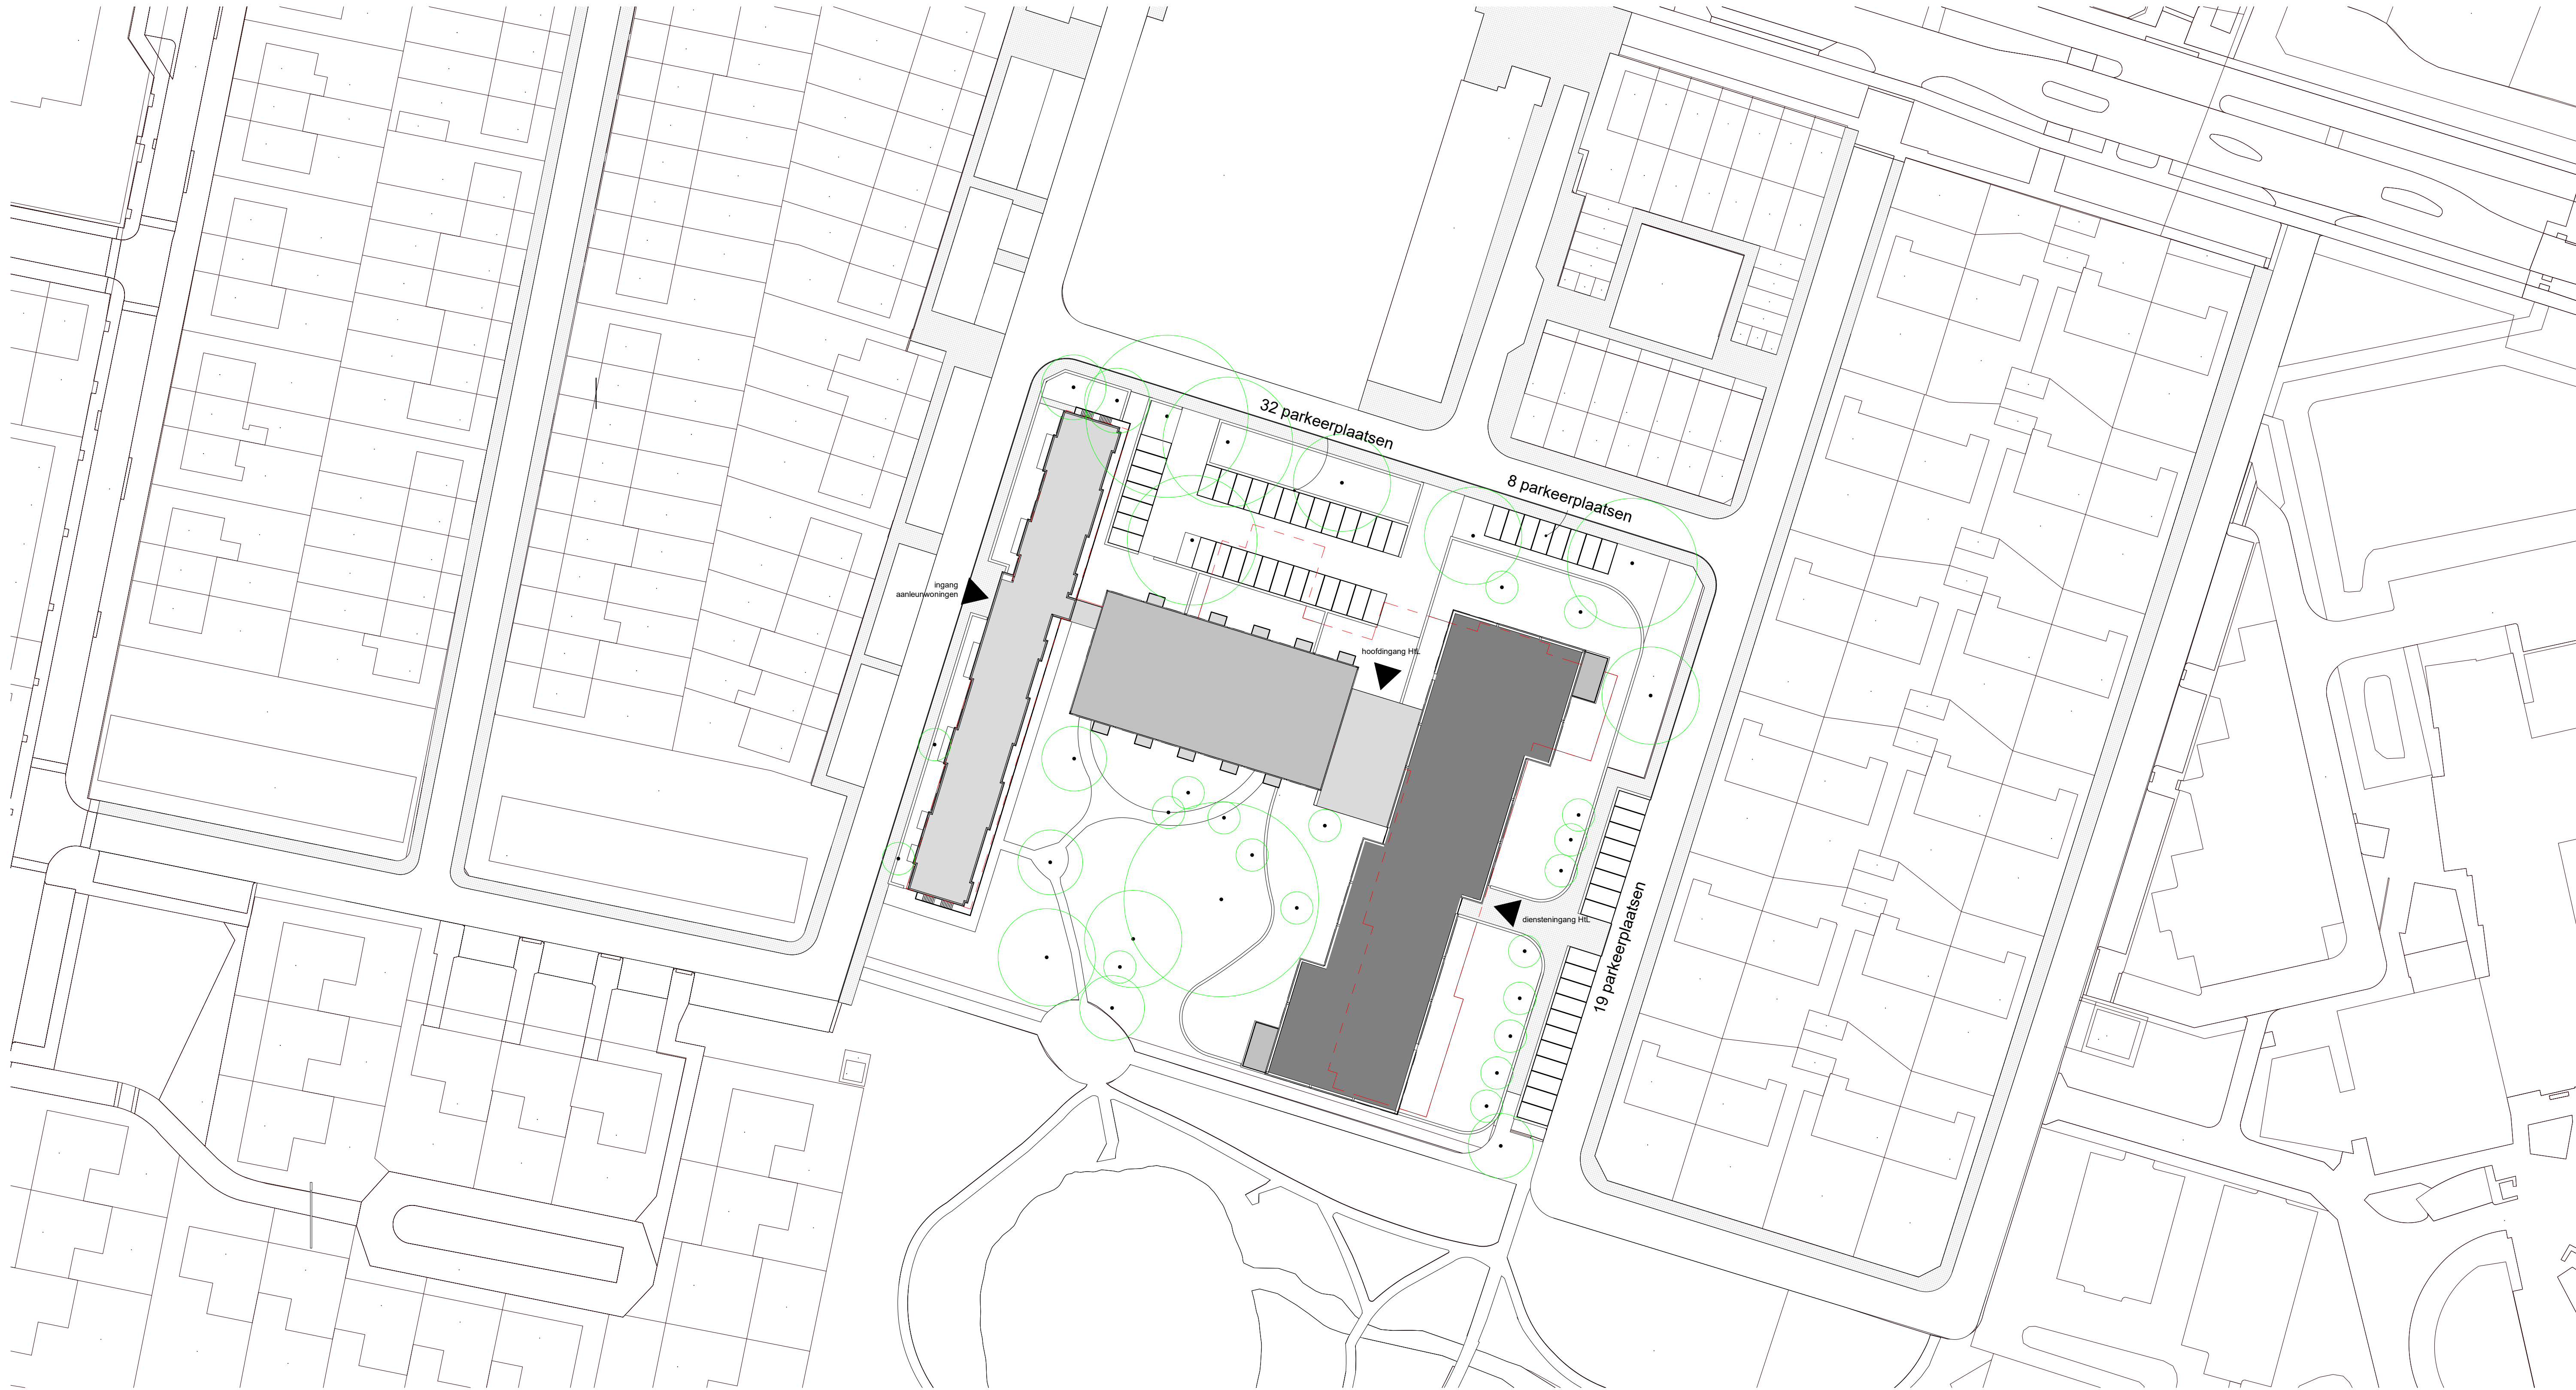 32 parkeerplaatsen
8 parkeerplaatsen
ingang
aanleunwoningen
hoofdingang HfL
diensteningang HfL
19 parkeerplaatsen